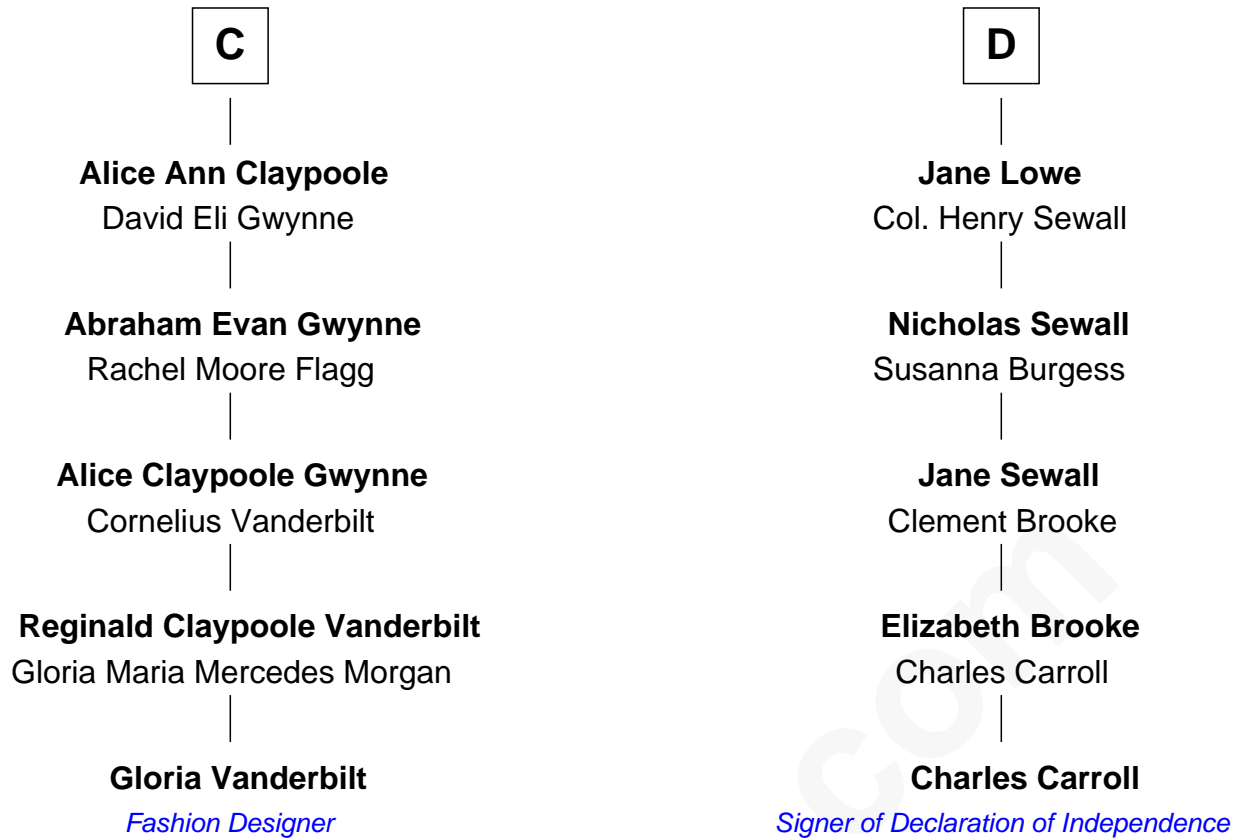 C
Alice Ann Claypoole
David Eli Gwynne
Abraham Evan Gwynne
Rachel Moore Flagg
Alice Claypoole Gwynne
Cornelius Vanderbilt
Reginald Claypoole Vanderbilt
Gloria Maria Mercedes Morgan
Gloria Vanderbilt
Fashion Designer
D
Jane Lowe
Col. Henry Sewall
Nicholas Sewall
Susanna Burgess
Jane Sewall
Clement Brooke
Elizabeth Brooke
Charles Carroll
Charles Carroll
Signer of Declaration of Independence
com